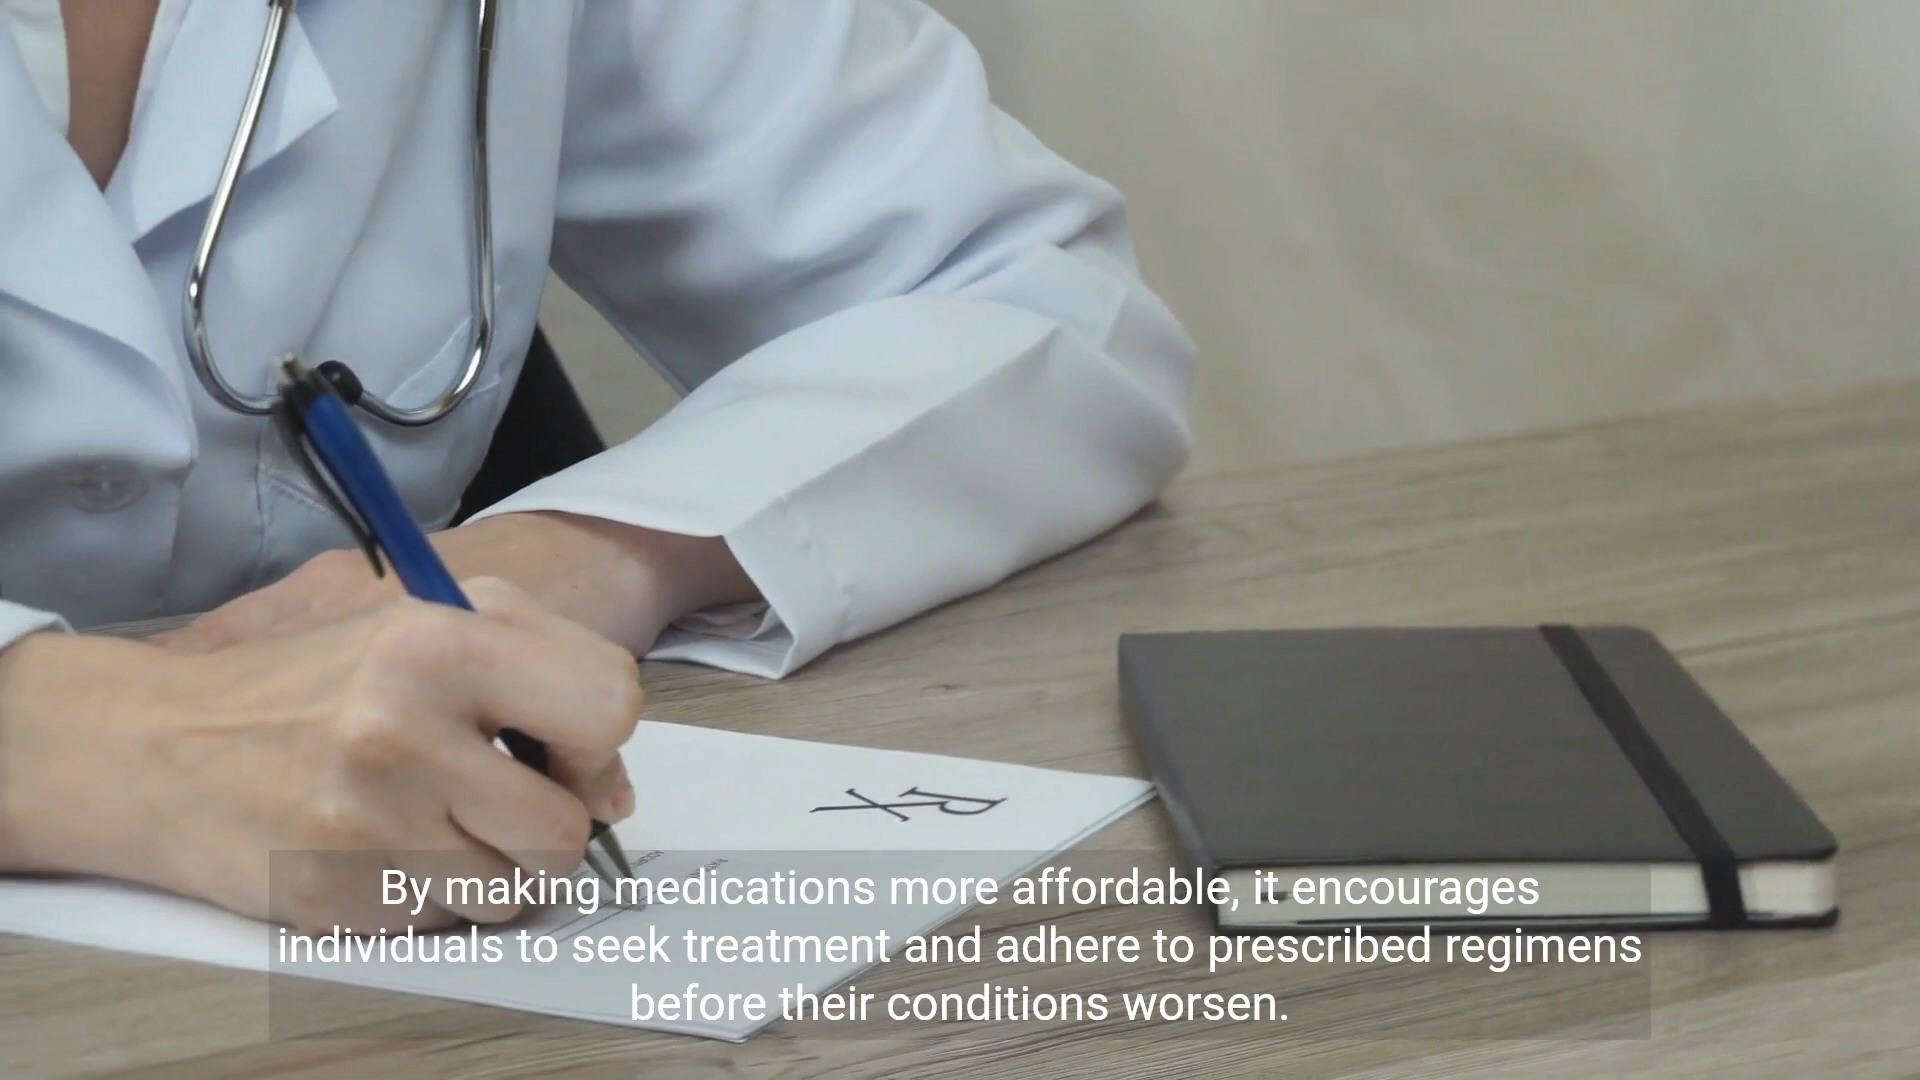 Rx
By making medications more affordable, it encourages
individuals to seek treatment and adhere to prescribed regimens
before their conditions worsen.